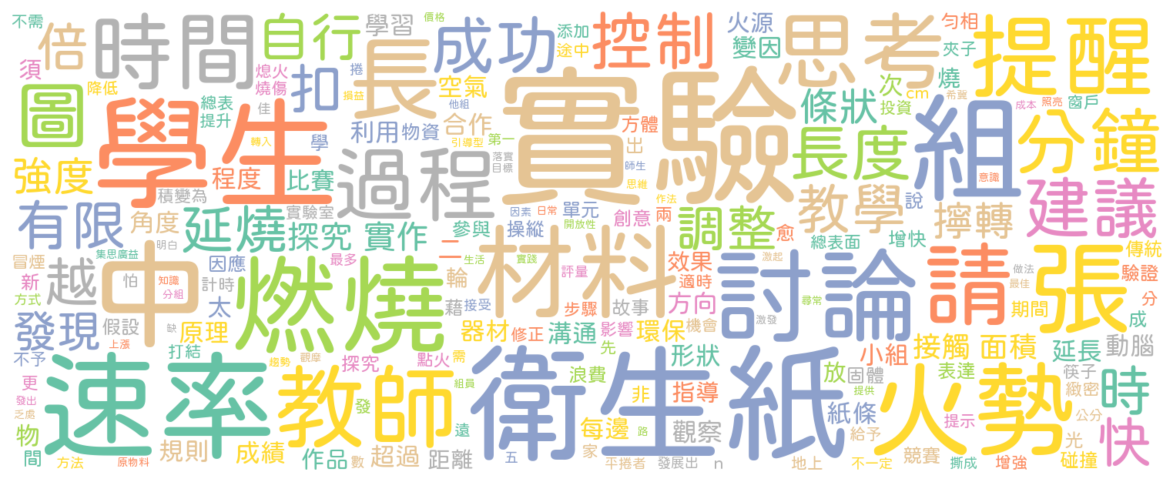 不需
倍
時間
自行
學習
價格
成功
添加
途中
控制
火源
變因
思考
勻相
夾子
提醒
須
降低
熄火
燒傷
捲
扣
長
損益
空氣
他組
實驗
次
燒
cm
投資
希冀
成本
照亮
窗戶
圖
總表
提升
佳
學生
轉入
學
利用
物資
引導型
合作
第一
方體
出
條狀
長度
組
意識
分鐘
強度
程度
比賽
過程
落實
目標
師生
思維
作法
教學
說
擰轉
建議
有限
積變為
角度
實驗室
延燒
探究
實作
因素
日常
操縱
參與
開放性
單元
創意
兩
調整
愈
總表面
增快
傳統
明白
集思廣益
冒煙
新
方式
越
中
怕
知識
分組
因應
計時
太
二
輪
最多
藉
生活
接受
實踐
評量
材料
激起
步驟
故事
效果
適時
方向
討論
尋常
激發
請
做法
最佳
期間
張
驗證
分
成
發現
假設
缺
上漲
原理
燃燒
器材
修正
溝通
影響
先
環保
機會
不予
更
發出
乏處
打結
趨勢
觀摩
探究
點火
需
組員
形狀
浪費
小組
接觸
面積
延長
動腦
速率
教師
發
衛生紙
非
指導
放
固體
表達
紙條
提供
火勢
筷子
緻密
時
物
間
方法
原物料
規則
成績
作品
數
超過
遠
距離
五
家
每邊
路
平捲者
觀察
發展出
n
地上
給予
不一定
競賽
提示
撕成
增強
公分
光
碰撞
快